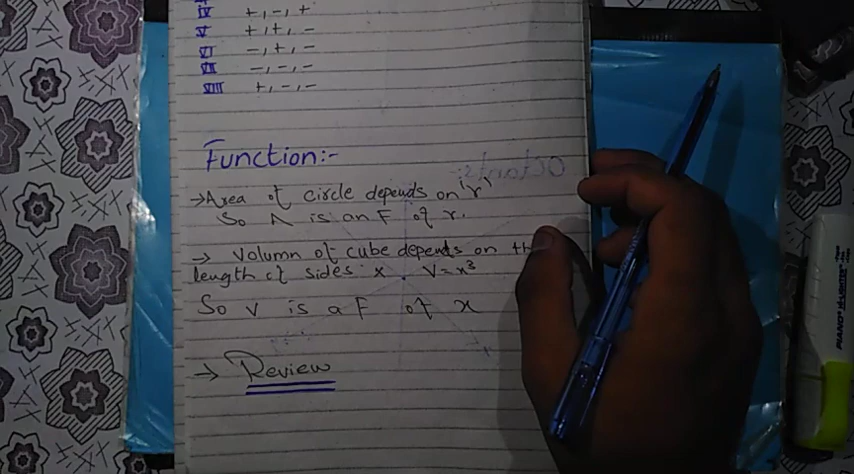 IV +, -, +
V +, +, -
VI -, +, -
VII -, -, -
VIII +, -, -
Function:-
→Area of circle depends on 'r'
So A is an F of r.
→ Volumn of cube depends on th
length of sides x V=x³
So v is a F of x
→ Review
Octants: